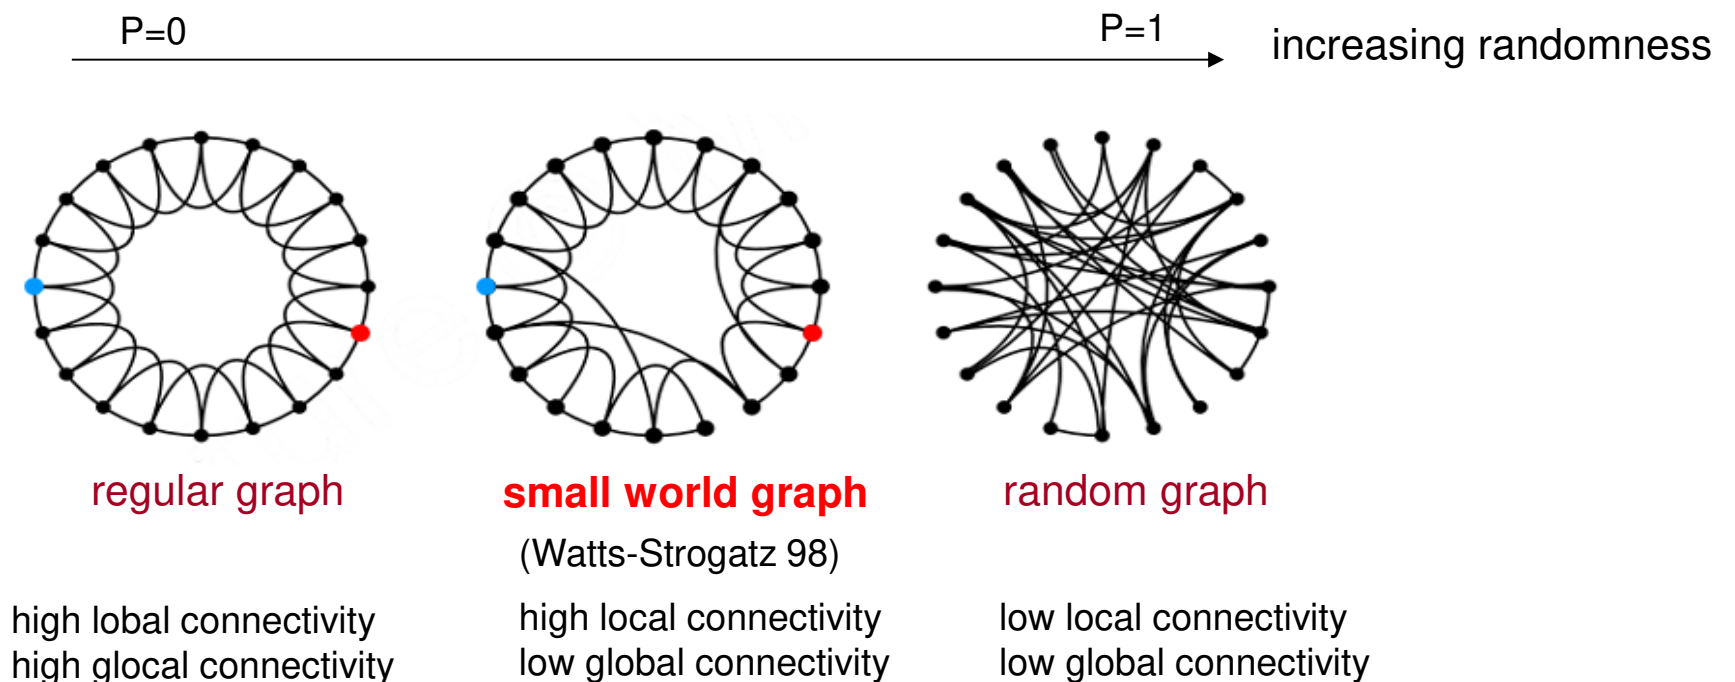 P=0
P=1
increasing randomness
regular graph
small world graph
random graph
(Watts-Strogatz 98)
high lobal connectivity
high glocal connectivity
high local connectivity
low global connectivity
low local connectivity
low global connectivity